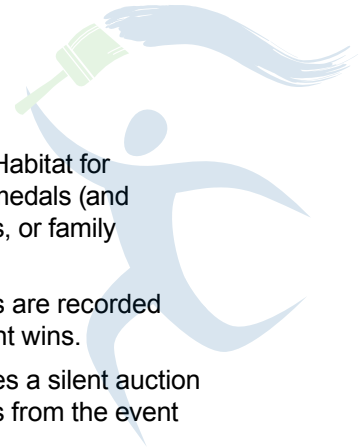 Habitat for
medals (and
s, or family
s are recorded
nt wins.
es a silent auction
s from the event